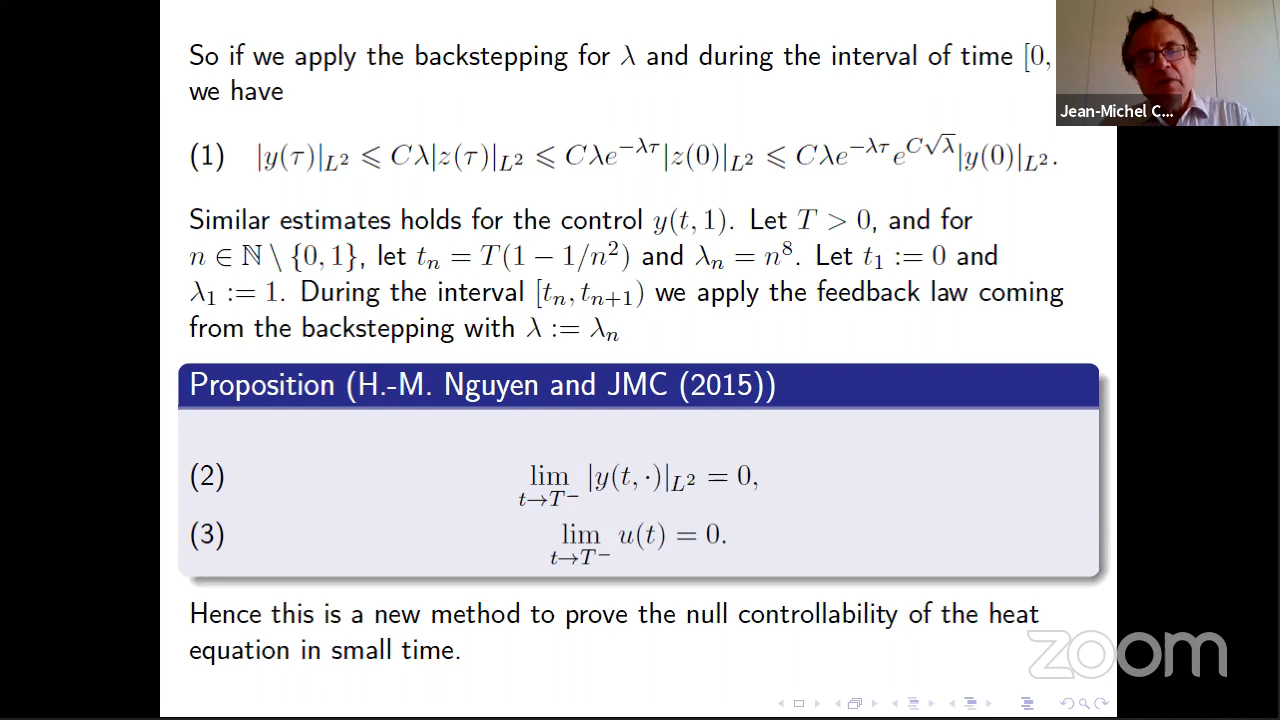 So if we apply the backstepping for λ and during the interval of time [0,
we have
(1) |y(τ)|_{L²} ⩽ Cλ|z(τ)|_{L²} ⩽ Cλe^{−λτ}|z(0)|_{L²} ⩽ Cλe^{−λτ}e^{C√λ}|y(0)|_{L²}.
Similar estimates holds for the control y(t, 1). Let T > 0, and for
n ∈ ℕ \ {0, 1}, let t_n = T(1 − 1/n²) and λ_n = n⁸. Let t_1 := 0 and
λ_1 := 1. During the interval [t_n, t_{n+1}) we apply the feedback law coming
from the backstepping with λ := λ_n
Proposition (H.-M. Nguyen and JMC (2015))
(2) lim_{t→T⁻} |y(t, ·)|_{L²} = 0,
(3) lim_{t→T⁻} u(t) = 0.
Hence this is a new method to prove the null controllability of the heat
equation in small time.
Jean-Michel C...
zoom